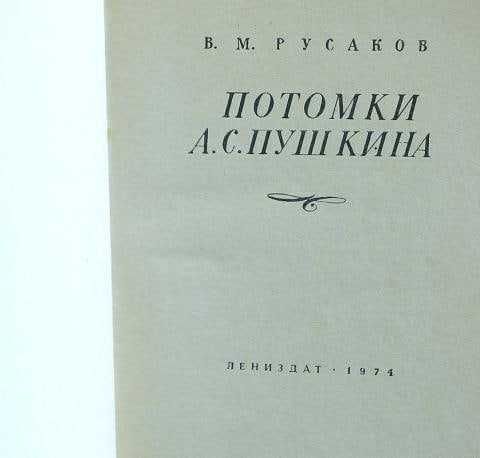 В. М. РУСАКОВ
ПОТОМКИ
А. С. ПУШКИНА
ЛЕНИЗДАТ · 1974